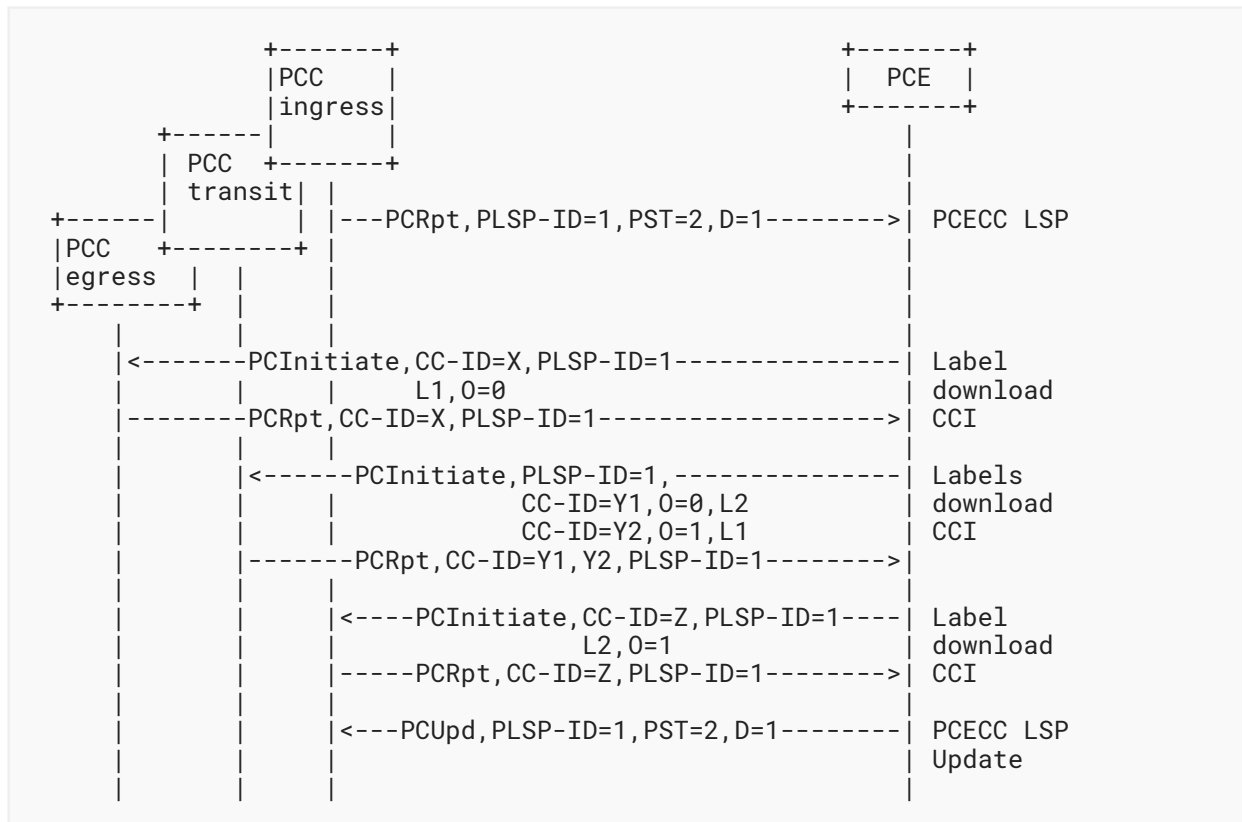 +-------+                             +-------+
                |PCC    |                             |  PCE  |
                |ingress|                             +-------+
         +------|       |                                 |
         | PCC  +-------+                                 |
         | transit| |                                     |
  +------|        | |---PCRpt,PLSP-ID=1,PST=2,D=1-------->| PCECC LSP
  |PCC   +--------+ |                                     |
  |egress  |  |     |                                     |
  +--------+  |     |                                     |
      |       |     |                                     |
      |<-------PCInitiate,CC-ID=X,PLSP-ID=1---------------| Label
      |       |     |     L1,O=0                          | download
      |--------PCRpt,CC-ID=X,PLSP-ID=1------------------->| CCI
      |       |     |                                     |
      |       |<------PCInitiate,PLSP-ID=1,---------------| Labels
      |       |     |            CC-ID=Y1,O=0,L2          | download
      |       |     |            CC-ID=Y2,O=1,L1          | CCI
      |       |-------PCRpt,CC-ID=Y1,Y2,PLSP-ID=1-------->|
      |       |     |                                     |
      |       |     |<----PCInitiate,CC-ID=Z,PLSP-ID=1----| Label
      |       |     |                L2,O=1               | download
      |       |     |-----PCRpt,CC-ID=Z,PLSP-ID=1-------->| CCI
      |       |     |                                     |
      |       |     |<---PCUpd,PLSP-ID=1,PST=2,D=1--------| PCECC LSP
      |       |     |                                     | Update
      |       |     |                                     |